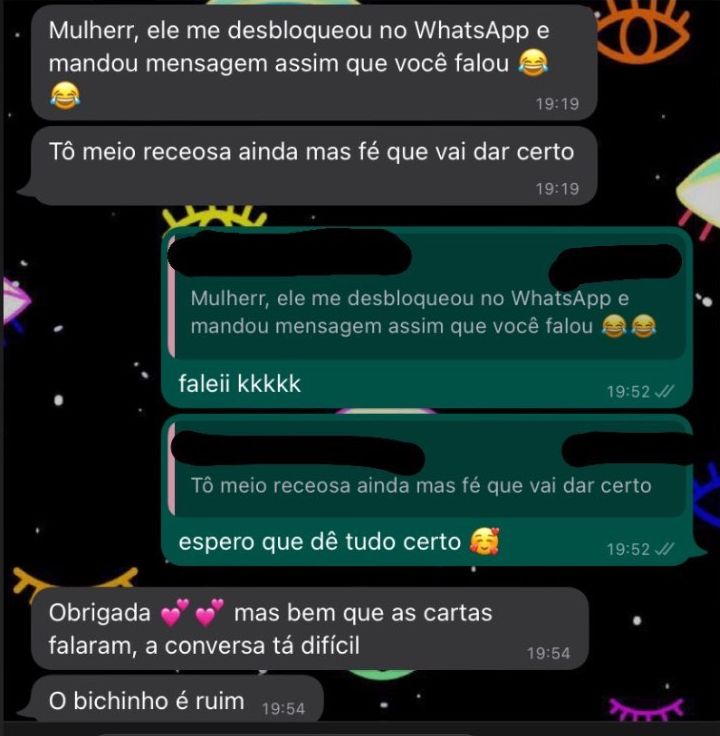 Mulherr, ele me desbloqueou no WhatsApp e
mandou mensagem assim que você falou 😂
😂
19:19
Tô meio receosa ainda mas fé que vai dar certo
19:19
Mulherr, ele me desbloqueou no WhatsApp e
mandou mensagem assim que você falou 😂😂
faleii kkkkk
19:52
Tô meio receosa ainda mas fé que vai dar certo
espero que dê tudo certo 🥰
19:52
Obrigada 💕💕 mas bem que as cartas
falaram, a conversa tá difícil
19:54
O bichinho é ruim
19:54